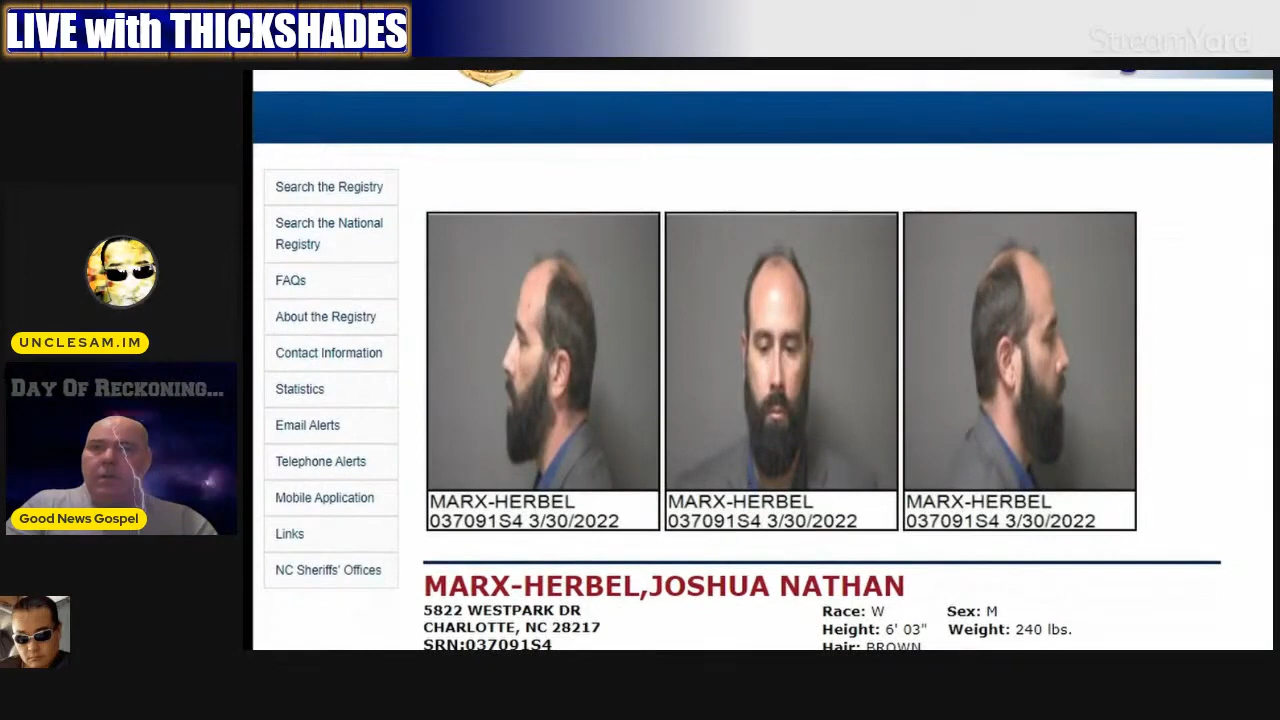 LIVE with THICKSHADES
StreamYard
Search the Registry
Search the National
Registry
FAQs
About the Registry
Contact Information
Statistics
Email Alerts
Telephone Alerts
Mobile Application
Links
NC Sheriffs' Offices
UNCLESAM.IM
DAY OF RECKONING...
Good News Gospel
MARX-HERBEL
037091S4 3/30/2022
MARX-HERBEL
037091S4 3/30/2022
MARX-HERBEL
037091S4 3/30/2022
MARX-HERBEL,JOSHUA NATHAN
5822 WESTPARK DR
CHARLOTTE, NC 28217
SRN:037091S4
Race: W Sex: M
Height: 6' 03" Weight: 240 lbs.
Hair: BROWN